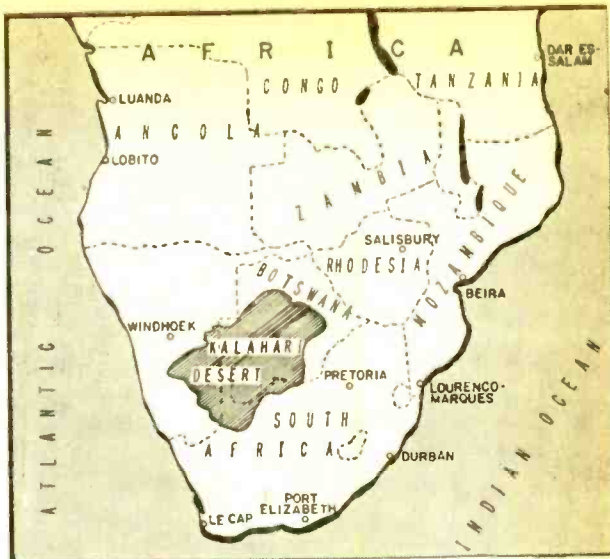 AFRICA
DAR ES-
SALAM
CONGO
TANZANIA
LUANDA
ANGOLA
LOBITO
ZAMBIA
MOZAMBIQUE
SALISBURY
RHODESIA
BOTSWANA
BEIRA
WINDHOEK
KALAHARI
DESERT
PRETORIA
LOURENCO-
MARQUES
SOUTH
AFRICA
DURBAN
PORT
ELIZABETH
LE CAP
ATLANTIC OCEAN
INDIAN OCEAN